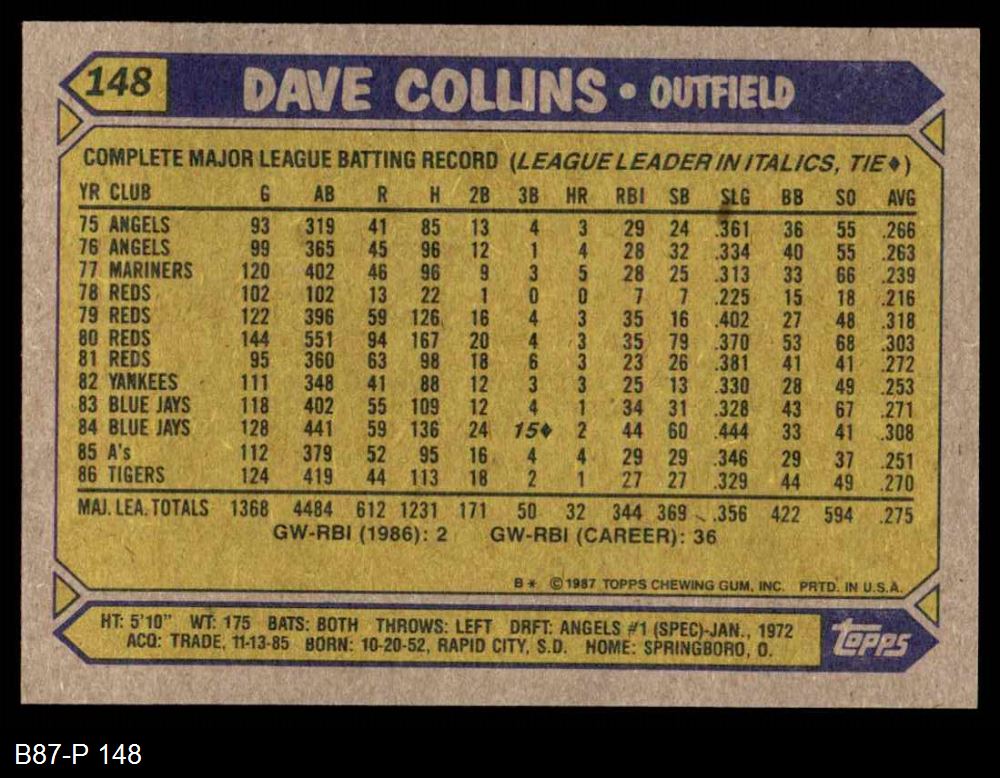 148
DAVE COLLINS • OUTFIELD
COMPLETE MAJOR LEAGUE BATTING RECORD (LEAGUE LEADER IN ITALICS, TIE♦)
YR CLUB G AB R H 2B 3B HR RBI SB SLG BB SO AVG
75 ANGELS 93 319 41 85 13 4 3 29 24 .361 36 55 .266
76 ANGELS 99 365 45 96 12 1 4 28 32 .334 40 55 .263
77 MARINERS 120 402 46 96 9 3 5 28 25 .313 33 66 .239
78 REDS 102 102 13 22 1 0 0 7 7 .225 15 18 .216
79 REDS 122 396 59 126 16 4 3 35 16 .402 27 48 .318
80 REDS 144 551 94 167 20 4 3 35 79 .370 53 68 .303
81 REDS 95 360 63 98 18 6 3 23 26 .381 41 41 .272
82 YANKEES 111 348 41 88 12 3 3 25 13 .330 28 49 .253
83 BLUE JAYS 118 402 55 109 12 4 1 34 31 .328 43 67 .271
84 BLUE JAYS 128 441 59 136 24 15♦ 2 44 60 .444 33 41 .308
85 A's 112 379 52 95 16 4 4 29 29 .346 29 37 .251
86 TIGERS 124 419 44 113 18 2 1 27 27 .329 44 49 .270
MAJ. LEA. TOTALS 1368 4484 612 1231 171 50 32 344 369 .356 422 594 .275
GW-RBI (1986): 2 GW-RBI (CAREER): 36
B* ©1987 TOPPS CHEWING GUM, INC. PRTD. IN U.S.A.
HT: 5'10" WT: 175 BATS: BOTH THROWS: LEFT DRFT: ANGELS #1 (SPEC)-JAN., 1972
ACQ: TRADE, 11-13-85 BORN: 10-20-52, RAPID CITY, S.D. HOME: SPRINGBORO, O.
topps
B87-P 148